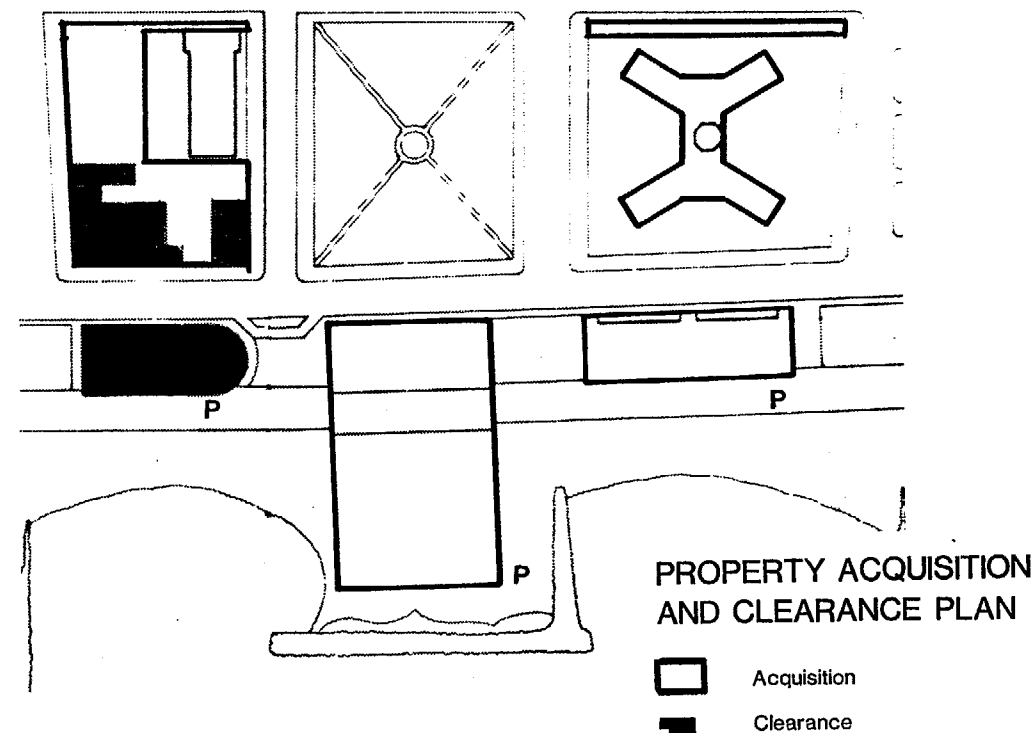 P
P
P
PROPERTY ACQUISITION
AND CLEARANCE PLAN
Acquisition
Clearance